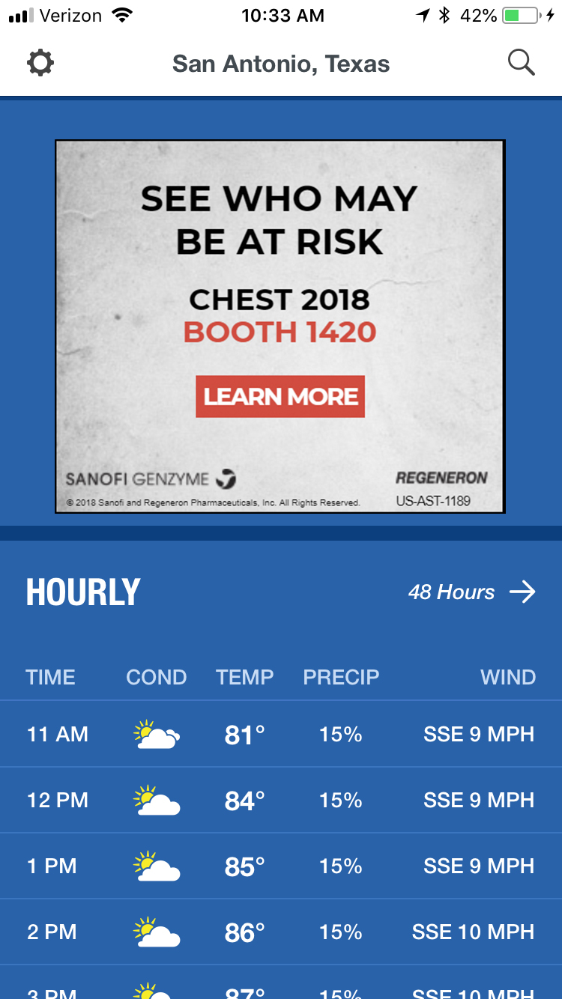 Verizon 10:33 AM 42%
San Antonio, Texas
SEE WHO MAY
BE AT RISK
CHEST 2018
BOOTH 1420
LEARN MORE
SANOFI GENZYME REGENERON
© 2018 Sanofi and Regeneron Pharmaceuticals, Inc. All Rights Reserved. US-AST-1189
HOURLY 48 Hours
TIME COND TEMP PRECIP WIND
11 AM 81° 15% SSE 9 MPH
12 PM 84° 15% SSE 9 MPH
1 PM 85° 15% SSE 9 MPH
2 PM 86° 15% SSE 10 MPH
3 PM 87° 15% SSE 10 MPH